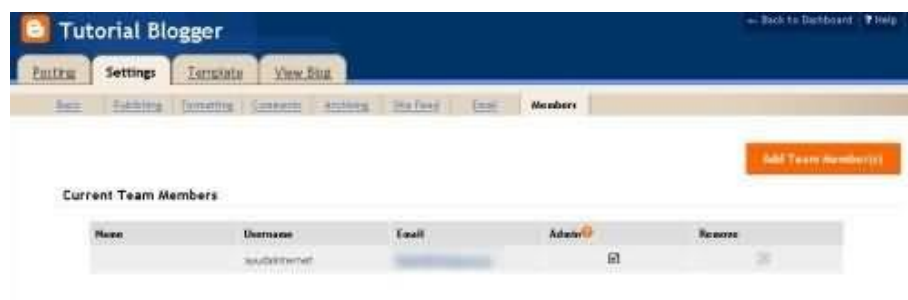 ← Back to Dashboard ? Help
Tutorial Blogger
Posting Settings Template View Blog
Basic Publishing Formatting Comments Archiving Site Feed Email Members
Add Team Member(s)
Current Team Members
Name Username Email Admin? Remove
ayudainternet